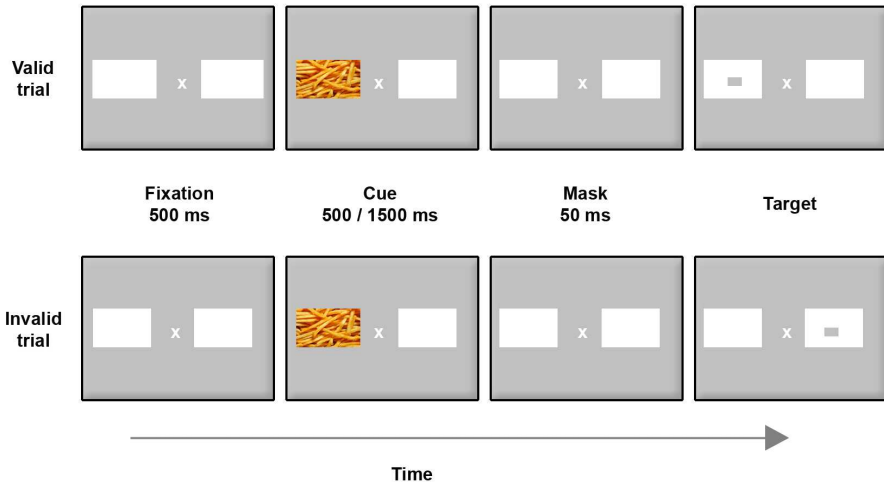 Valid
trial
x
x
x
x
Fixation
500 ms
Cue
500 / 1500 ms
Mask
50 ms
Target
Invalid
trial
x
x
x
x
Time